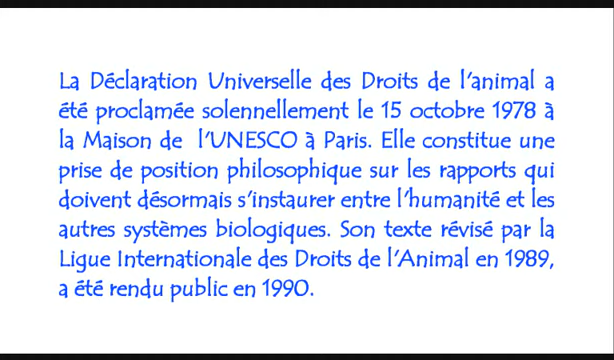 La Déclaration Universelle des Droits de l'animal a
été proclamée solennellement le 15 octobre 1978 à
la Maison de l'UNESCO à Paris. Elle constitue une
prise de position philosophique sur les rapports qui
doivent désormais s'instaurer entre l'humanité et les
autres systèmes biologiques. Son texte révisé par la
Ligue Internationale des Droits de l'Animal en 1989,
a été rendu public en 1990.